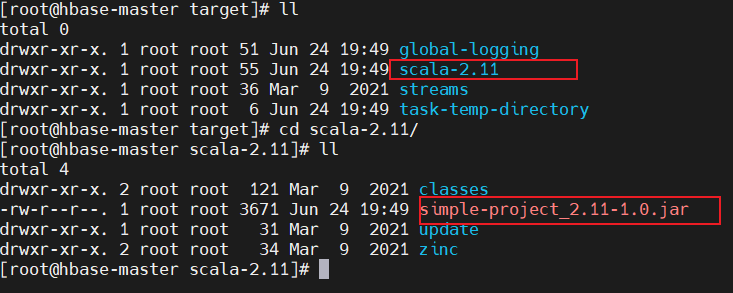 [root@hbase-master target]# ll
total 0
drwxr-xr-x. 1 root root 51 Jun 24 19:49 global-logging
drwxr-xr-x. 1 root root 55 Jun 24 19:49 scala-2.11
drwxr-xr-x. 1 root root 36 Mar  9  2021 streams
drwxr-xr-x. 1 root root  6 Jun 24 19:49 task-temp-directory
[root@hbase-master target]# cd scala-2.11/
[root@hbase-master scala-2.11]# ll
total 4
drwxr-xr-x. 2 root root  121 Mar  9  2021 classes
-rw-r--r--. 1 root root 3671 Jun 24 19:49 simple-project_2.11-1.0.jar
drwxr-xr-x. 1 root root   31 Mar  9  2021 update
drwxr-xr-x. 2 root root   34 Mar  9  2021 zinc
[root@hbase-master scala-2.11]#